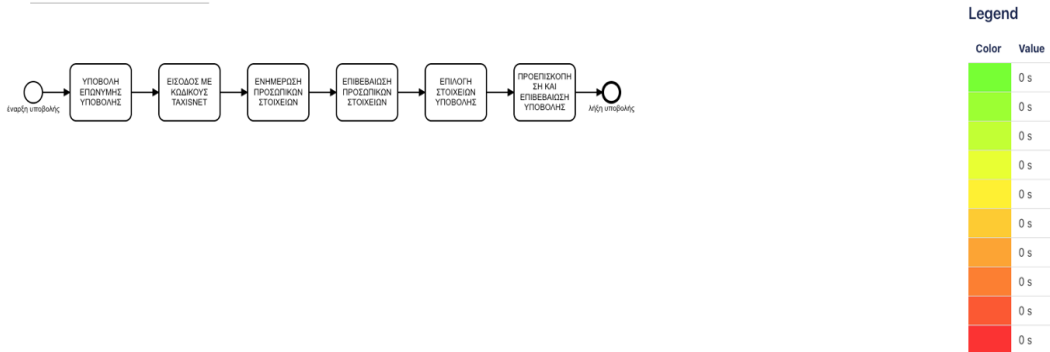 Legend
Color Value
ΥΠΟΒΟΛΗ
ΕΠΩΝΥΜΗΣ
ΥΠΟΒΟΛΗΣ
ΕΙΣΟΔΟΣ ΜΕ
ΚΩΔΙΚΟΥΣ
TAXISNET
ΕΝΗΜΕΡΩΣΗ
ΠΡΟΣΩΠΙΚΩΝ
ΣΤΟΙΧΕΙΩΝ
ΕΠΙΒΕΒΑΙΩΣΗ
ΠΡΟΣΩΠΙΚΩΝ
ΣΤΟΙΧΕΙΩΝ
ΕΠΙΛΟΓΗ
ΣΤΟΙΧΕΙΩΝ
ΥΠΟΒΟΛΗΣ
ΠΡΟΕΠΙΣΚΟΠΗ
ΣΗ ΚΑΙ
ΕΠΙΒΕΒΑΙΩΣΗ
ΥΠΟΒΟΛΗΣ
έναρξη υποβολής
λήξη υποβολής
0 s
0 s
0 s
0 s
0 s
0 s
0 s
0 s
0 s
0 s